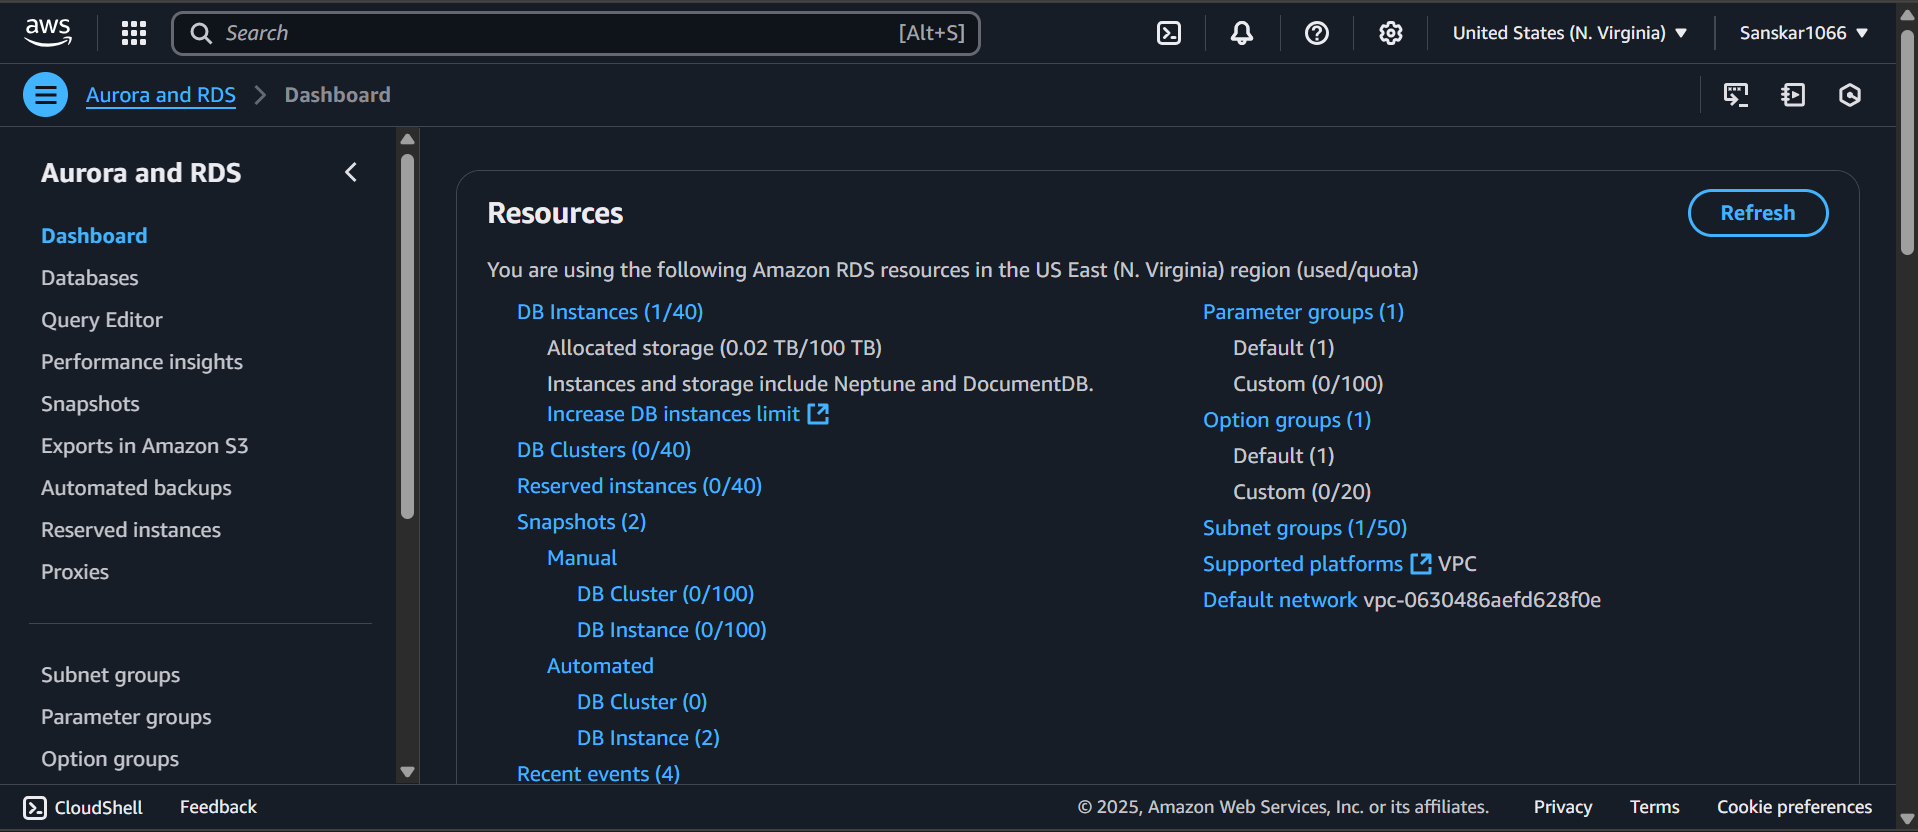 aws
Search [Alt+S]
United States (N. Virginia)
Sanskar1066
Aurora and RDS
Dashboard
Aurora and RDS
Dashboard
Databases
Query Editor
Performance insights
Snapshots
Exports in Amazon S3
Automated backups
Reserved instances
Proxies
Subnet groups
Parameter groups
Option groups
Resources
Refresh
You are using the following Amazon RDS resources in the US East (N. Virginia) region (used/quota)
DB Instances (1/40)
Allocated storage (0.02 TB/100 TB)
Instances and storage include Neptune and DocumentDB.
Increase DB instances limit
DB Clusters (0/40)
Reserved instances (0/40)
Snapshots (2)
Manual
DB Cluster (0/100)
DB Instance (0/100)
Automated
DB Cluster (0)
DB Instance (2)
Recent events (4)
Parameter groups (1)
Default (1)
Custom (0/100)
Option groups (1)
Default (1)
Custom (0/20)
Subnet groups (1/50)
Supported platforms VPC
Default network vpc-0630486aefd628f0e
CloudShell
Feedback
© 2025, Amazon Web Services, Inc. or its affiliates.
Privacy
Terms
Cookie preferences